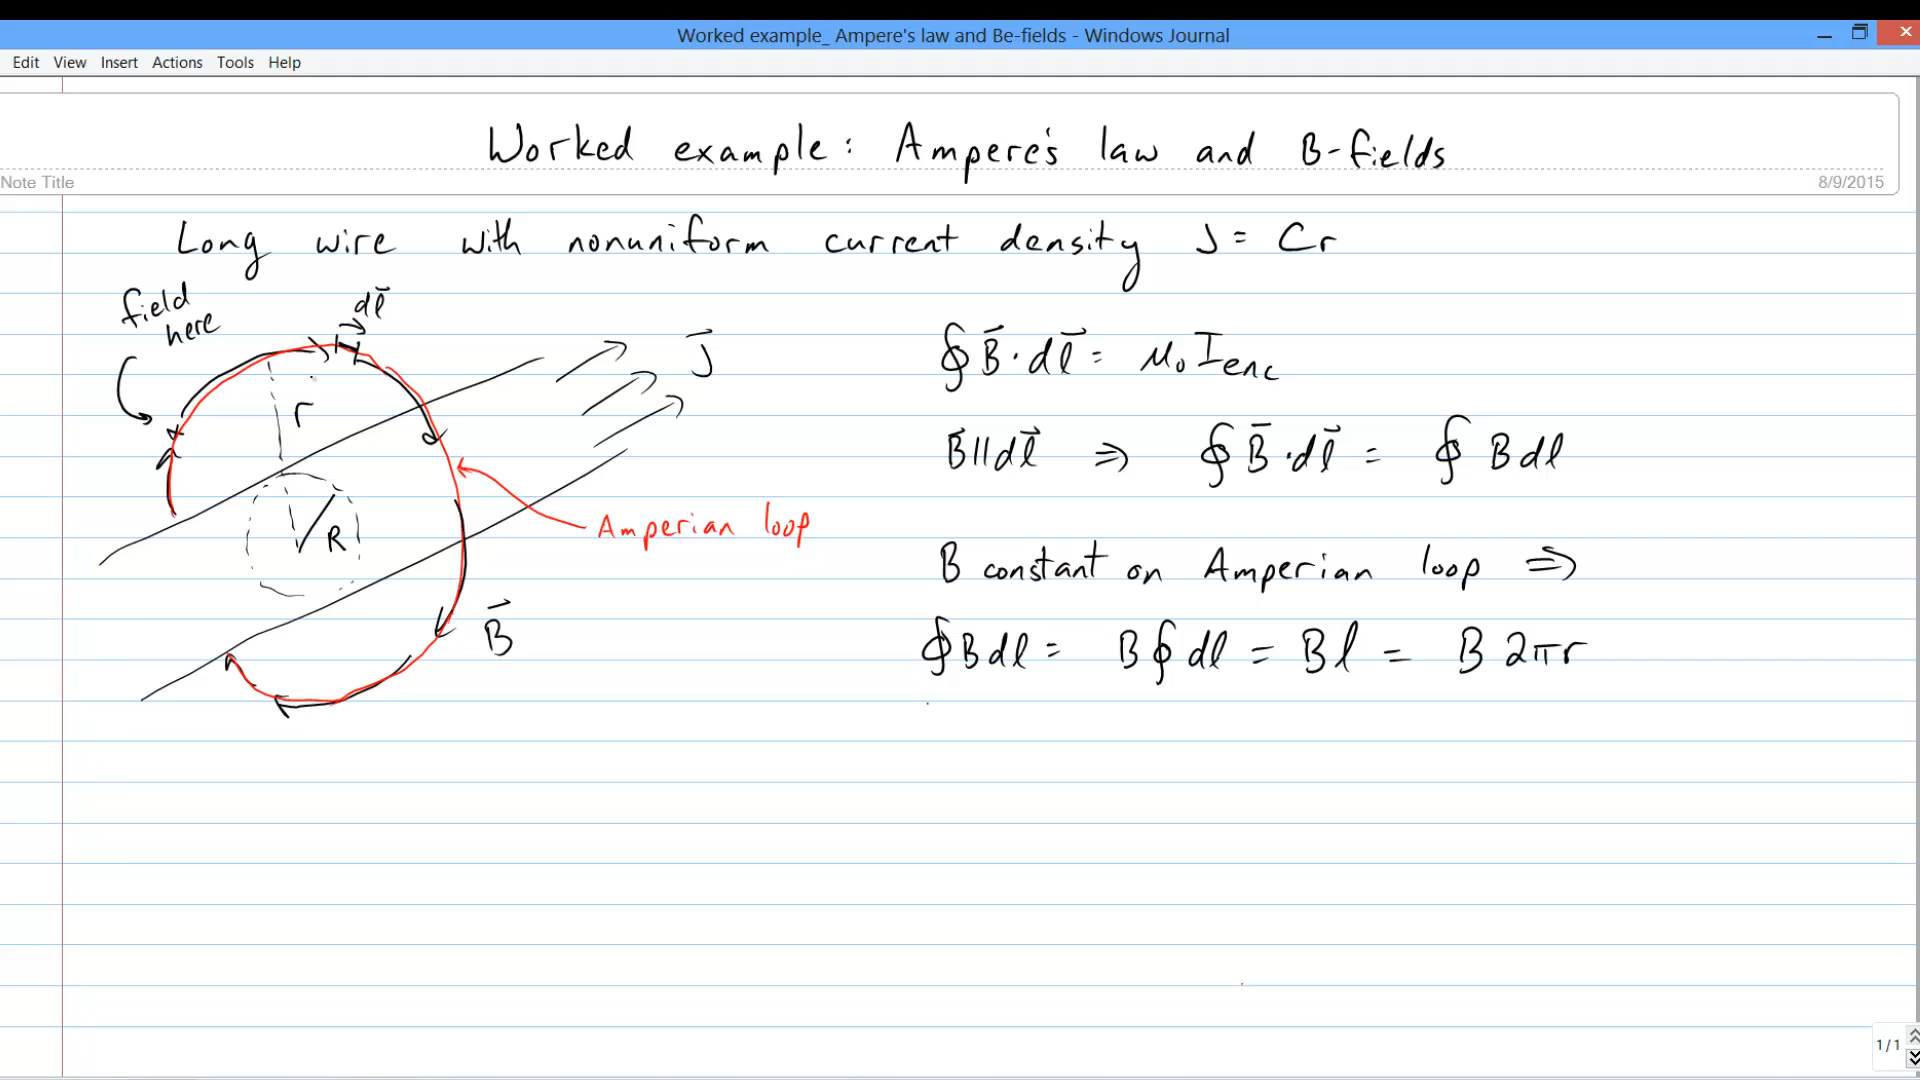 Worked example_ Ampere's law and Be-fields - Windows Journal
Edit View Insert Actions Tools Help
Worked example: Ampere's law and B-fields
Note Title
8/9/2015
Long wire with nonuniform current density J = Cr
field here
dl⃗
J⃗
r
R
Amperian loop
B⃗
∮B⃗·dl⃗ = μ₀Ienc
B⃗||dl⃗ ⇒ ∮B⃗·dl⃗ = ∮Bdl
B constant on Amperian loop ⇒
∮Bdl = B∮dl = Bl = B2πr
1/1